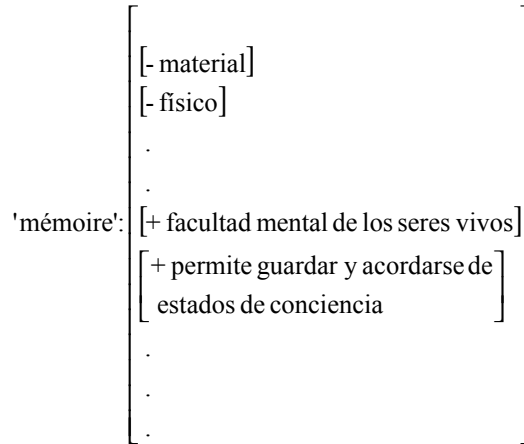 [- material]
[- físico]
.
.
'mémoire': [+ facultad mental de los seres vivos]
[+ permite guardar y acordarse de
estados de conciencia]
.
.
.